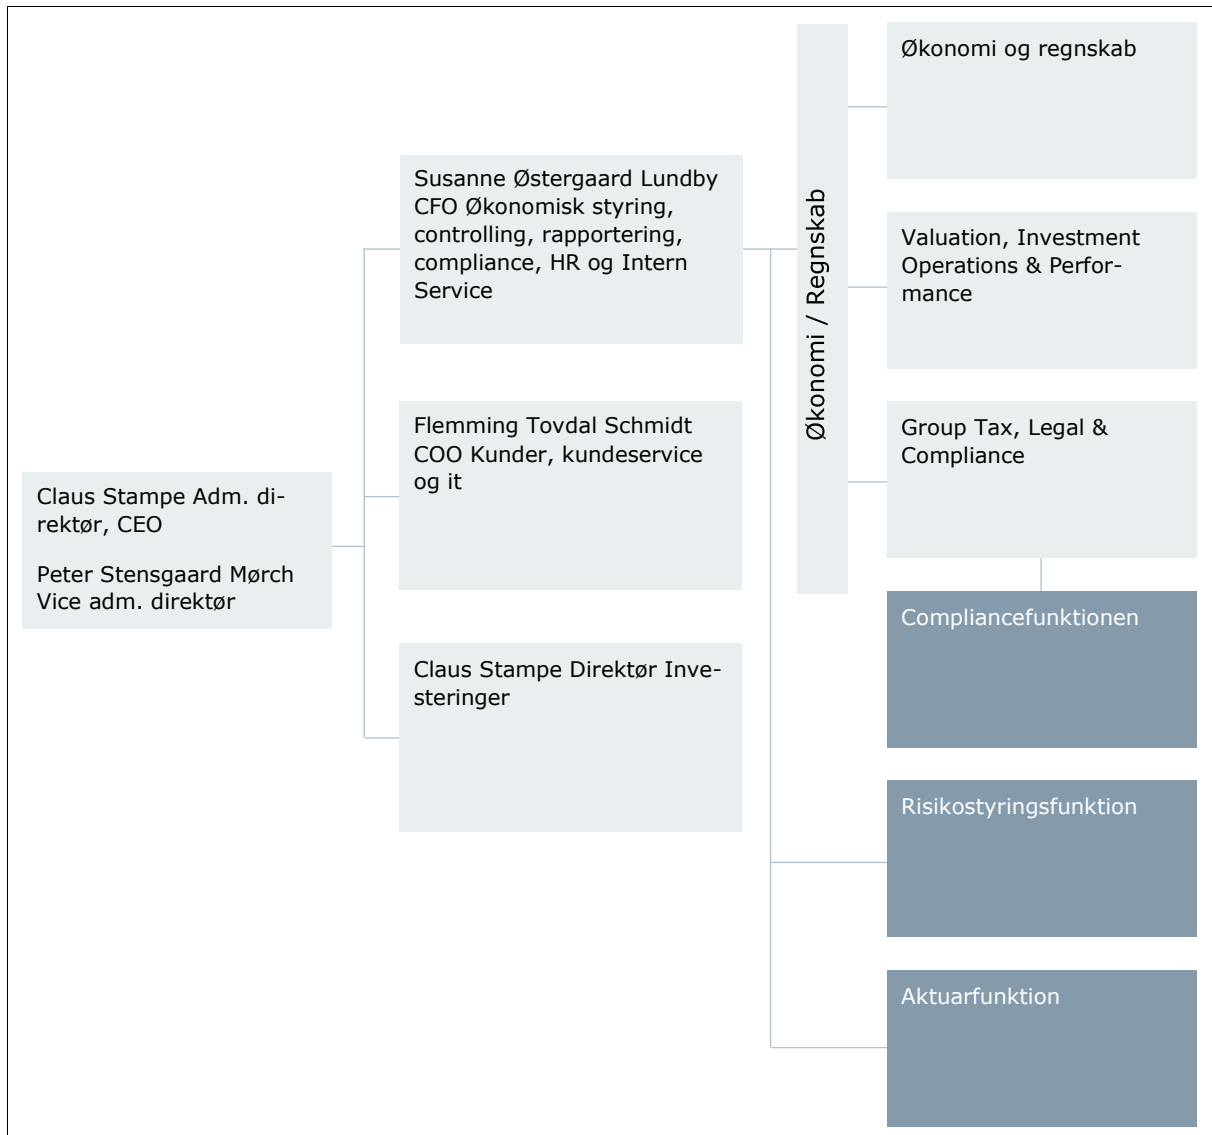 Claus Stampe Adm. di-
rektør, CEO
Peter Stensgaard Mørch
Vice adm. direktør
Susanne Østergaard Lundby
CFO Økonomisk styring,
controlling, rapportering,
compliance, HR og Intern
Service
Flemming Tovdal Schmidt
COO Kunder, kundeservice
og it
Claus Stampe Direktør Inve-
steringer
Økonomi / Regnskab
Økonomi og regnskab
Valuation, Investment
Operations & Perfor-
mance
Group Tax, Legal &
Compliance
Compliancefunktionen
Risikostyringsfunktion
Aktuarfunktion